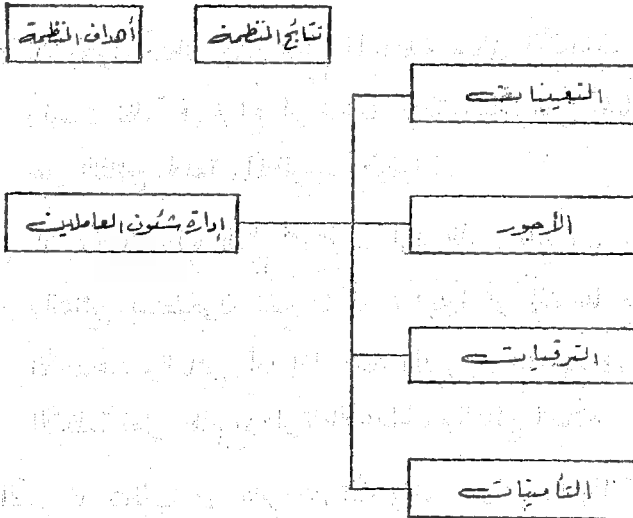 نتائج المنظمة
أهداف المنظمة
التعيينات
إدارة شئون العاملين
الأجور
الترقيات
التأمينات